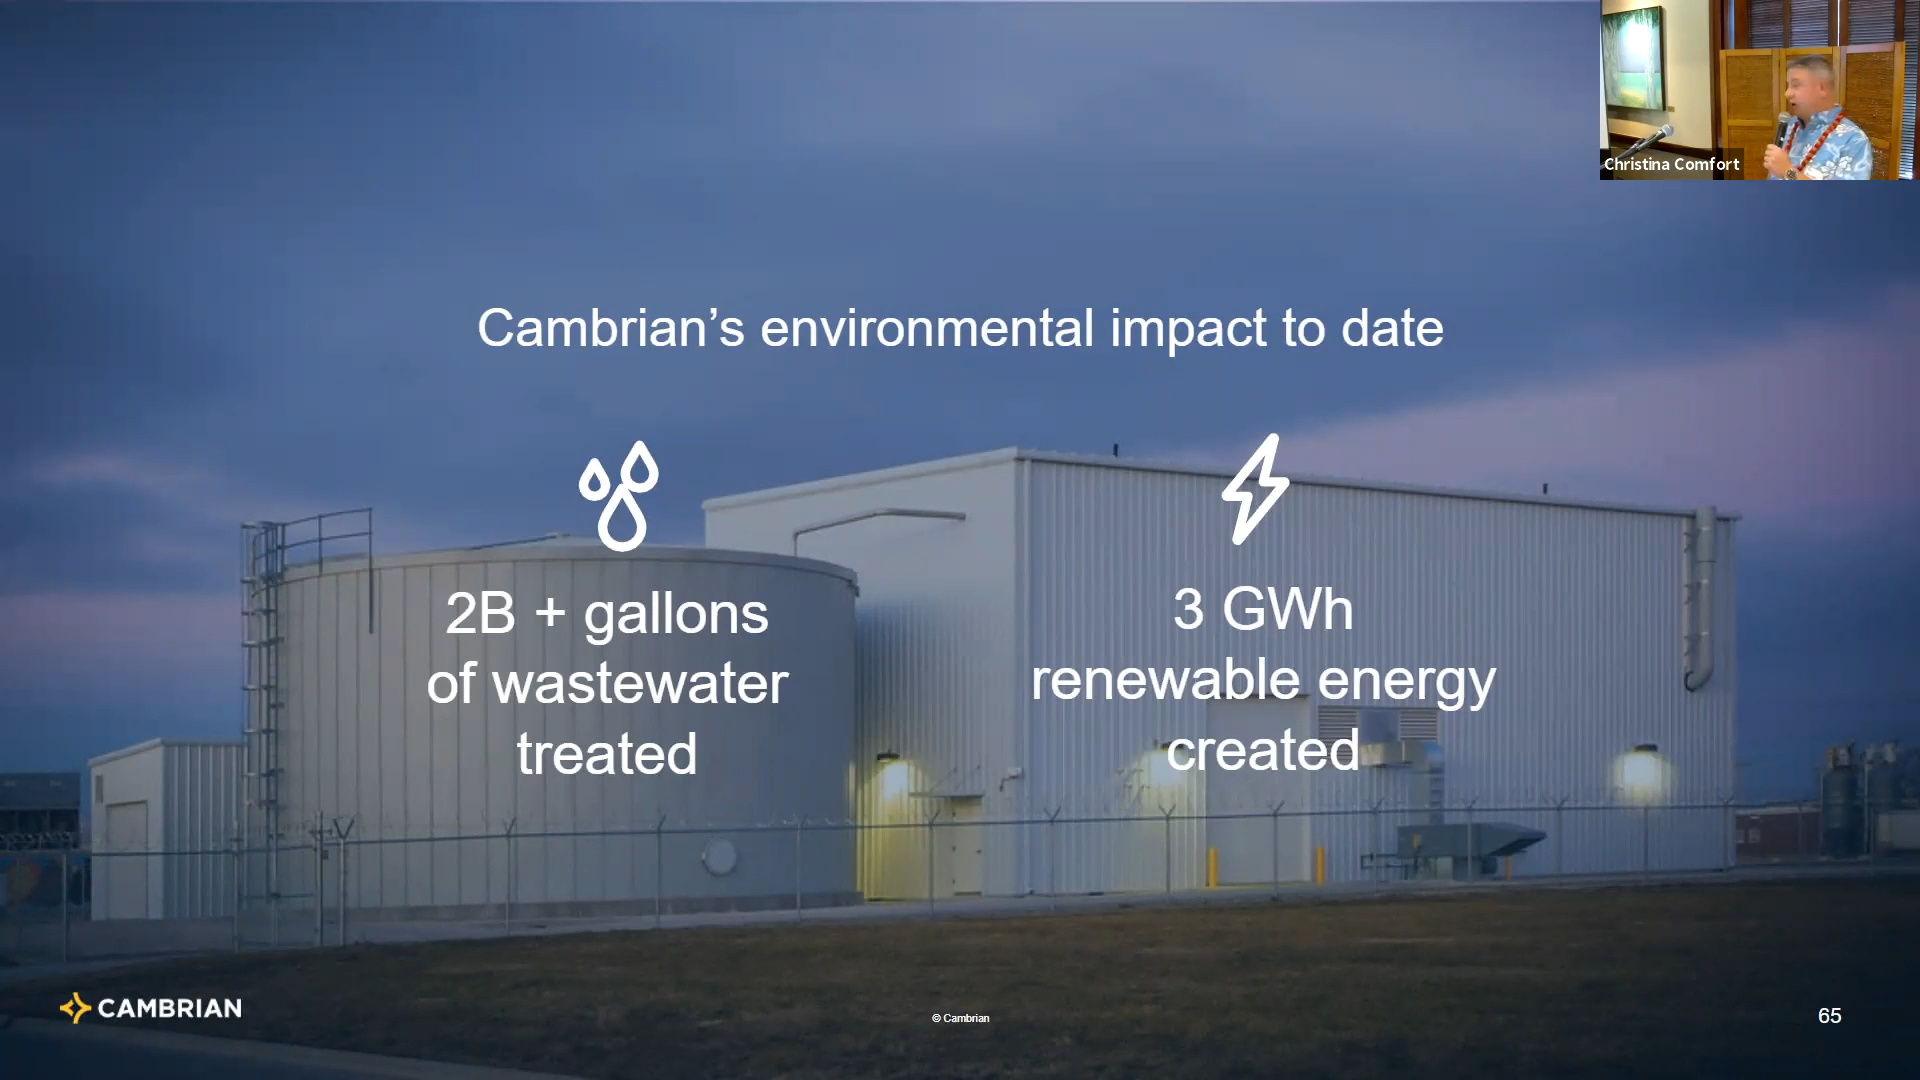 Christina Comfort
Cambrian’s environmental impact to date
2B + gallons
of wastewater
treated
3 GWh
renewable energy
created
CAMBRIAN
© Cambrian
65